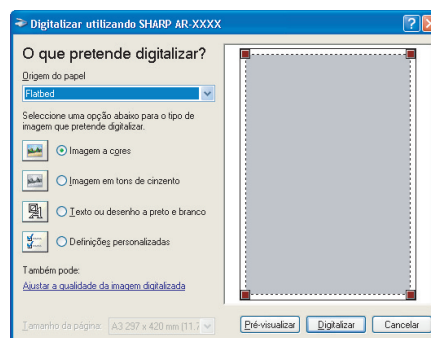 Digitalizar utilizando SHARP AR-XXXX
O que pretende digitalizar?
Origem do papel
Flatbed
Seleccione uma opção abaixo para o tipo de
imagem que pretende digitalizar.
Imagem a cores
Imagem em tons de cinzento
Texto ou desenho a preto e branco
Definições personalizadas
Também pode:
Ajustar a qualidade da imagem digitalizada
Tamanho da página: A3 297 x 420 mm (11.7
Pré-visualizar Digitalizar Cancelar